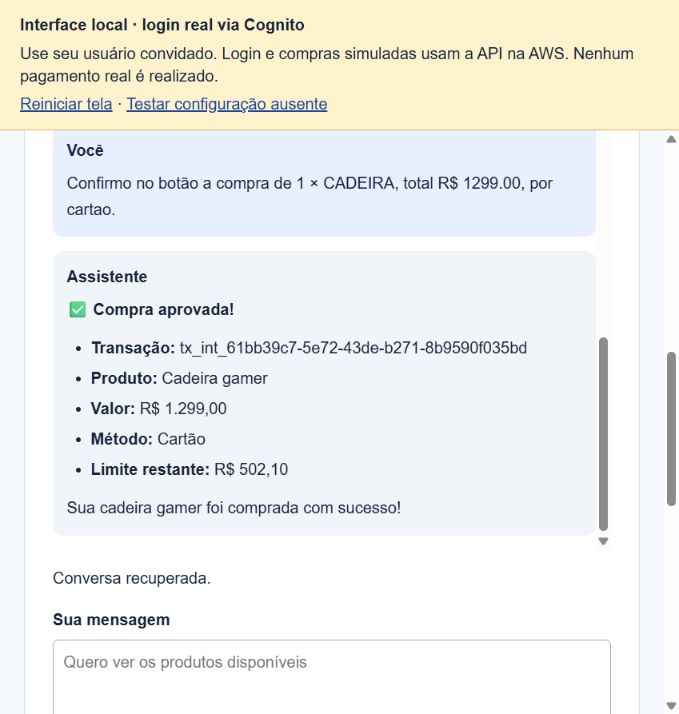 Interface local · login real via Cognito
Use seu usuário convidado. Login e compras simuladas usam a API na AWS. Nenhum
pagamento real é realizado.
Reiniciar tela · Testar configuração ausente
Você
Confirmo no botão a compra de 1 × CADEIRA, total R$ 1299.00, por
cartao.
Assistente
✅ Compra aprovada!
• Transação: tx_int_61bb39c7-5e72-43de-b271-8b9590f035bd
• Produto: Cadeira gamer
• Valor: R$ 1.299,00
• Método: Cartão
• Limite restante: R$ 502,10
Sua cadeira gamer foi comprada com sucesso!
Conversa recuperada.
Sua mensagem
Quero ver os produtos disponíveis